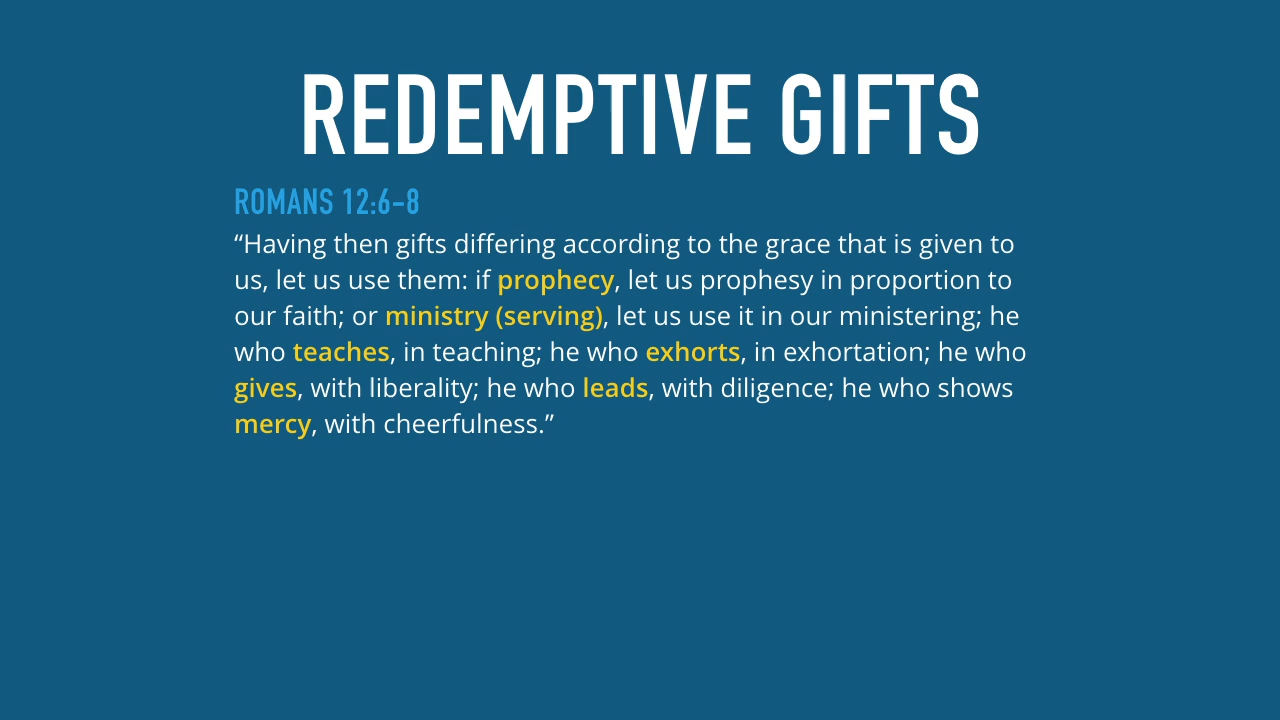 REDEMPTIVE GIFTS
ROMANS 12:6-8
“Having then gifts differing according to the grace that is given to
us, let us use them: if prophecy, let us prophesy in proportion to
our faith; or ministry (serving), let us use it in our ministering; he
who teaches, in teaching; he who exhorts, in exhortation; he who
gives, with liberality; he who leads, with diligence; he who shows
mercy, with cheerfulness.”